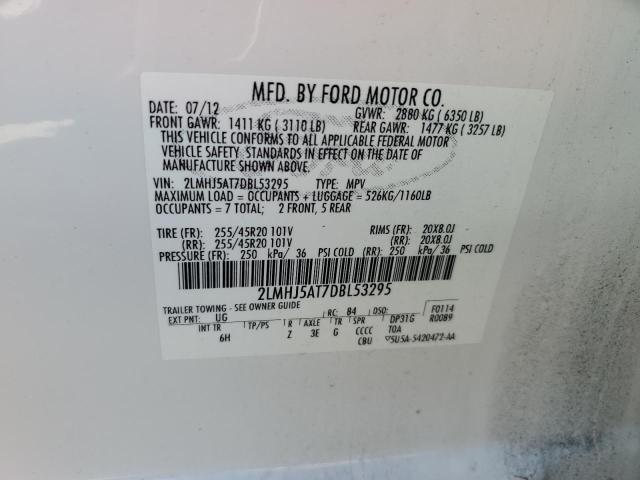 MFD. BY FORD MOTOR CO.
DATE: 07/12 GVWR: 2880 KG ( 6350 LB)
FRONT GAWR: 1411 KG ( 3110 LB) REAR GAWR: 1477 KG ( 3257 LB)
THIS VEHICLE CONFORMS TO ALL APPLICABLE FEDERAL MOTOR
VEHICLE SAFETY STANDARDS IN EFFECT ON THE DATE OF
MANUFACTURE SHOWN ABOVE.
VIN: 2LMHJ5AT7DBL53295 TYPE: MPV
MAXIMUM LOAD = OCCUPANTS + LUGGAGE = 526KG/1160LB
OCCUPANTS = 7 TOTAL; 2 FRONT, 5 REAR
TIRE (FR): 255/45R20 101V RIMS (FR): 20X8.0J
(RR): 255/45R20 101V (RR): 20X8.0J
PRESSURE (FR): 250 kPa/ 36 PSI COLD (RR): 250 kPa/ 36 PSI COLD
2LMHJ5AT7DBL53295
TRAILER TOWING - SEE OWNER GUIDE
EXT PNT: UG RC: 84 DSO: F0114
INT TR TP/PS R AXLE TR SPR DP31G R0089
6H Z 3E G CCCC TOA
CBU 5U5A-5420472-AA